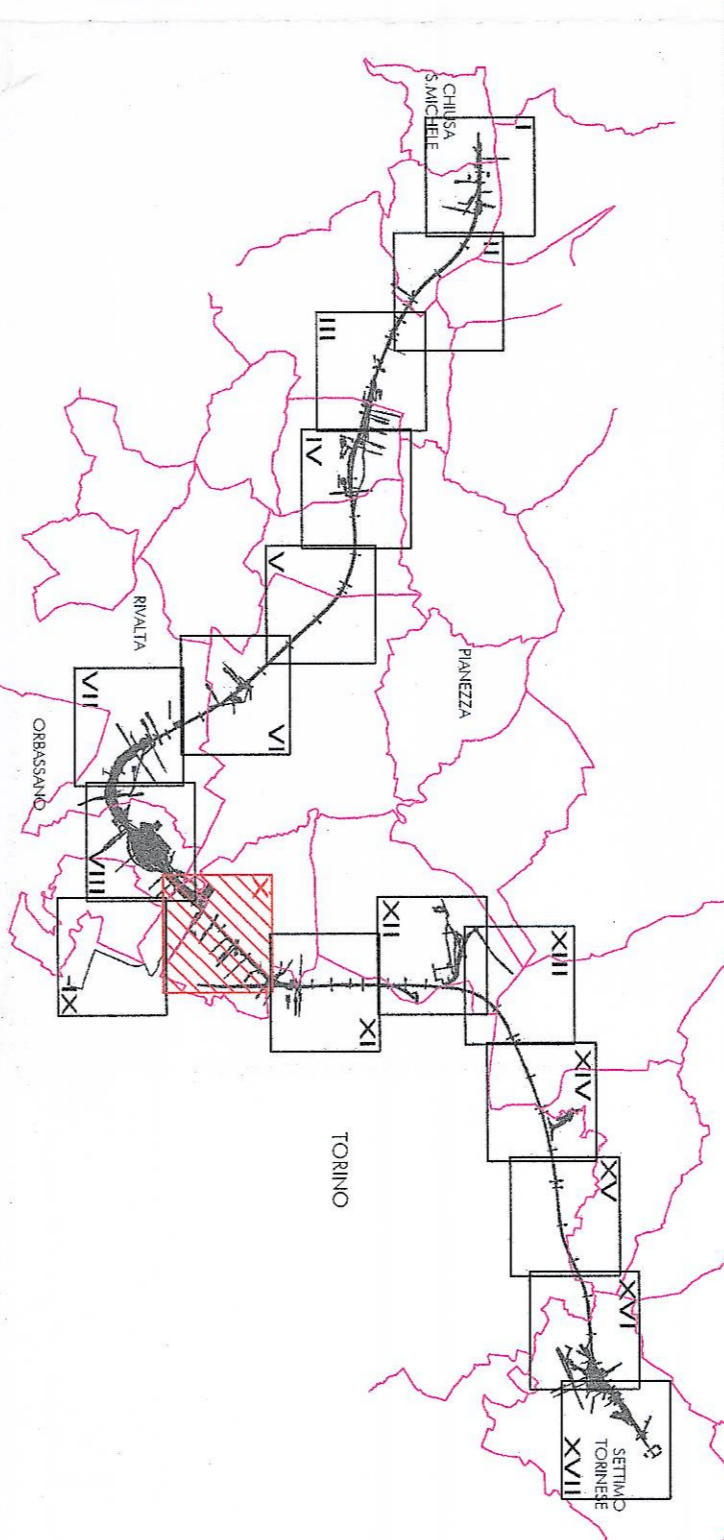 I
CHIUSA
S.MICHELE
II
III
IV
V
RIVALTA
PIANEZZA
VI
VII
ORBASSANO
VIII
IX
X
XI
XII
XIII
TORINO
XIV
XV
XVI
SETTIMO
TORINESE
XVII